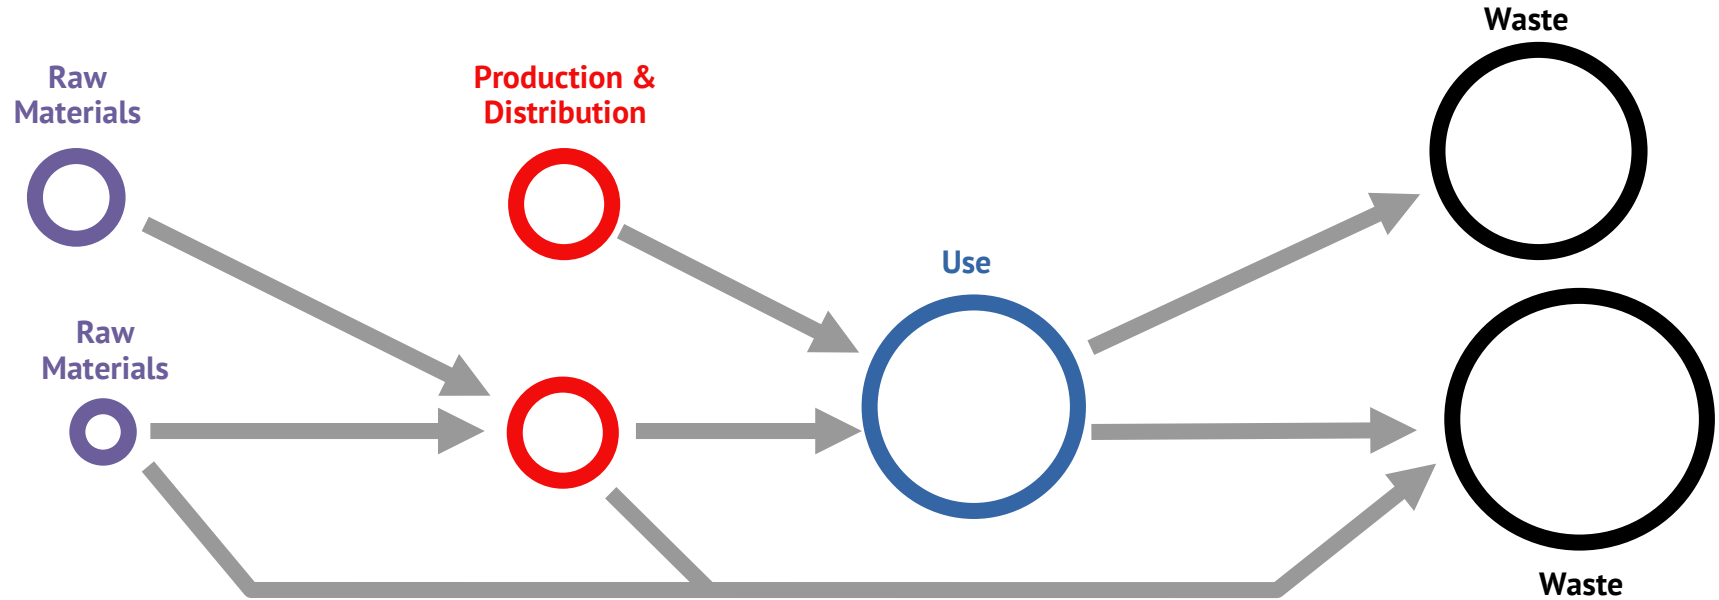 Waste
Raw
Materials
Production &
Distribution
Use
Raw
Materials
Waste